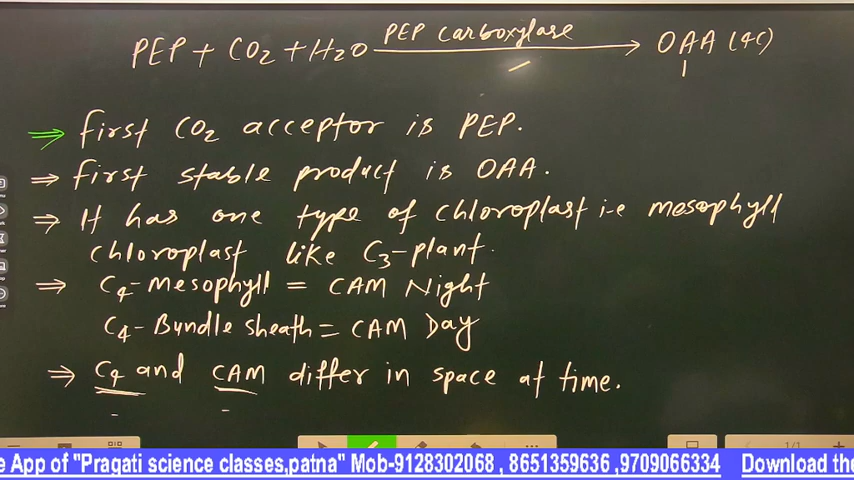 PEP + CO2 + H2O PEP carboxylase → OAA (4C)
⇒ first CO2 acceptor is PEP.
⇒ first stable product is OAA.
⇒ It has one type of chloroplast i.e mesophyll
chloroplast like C3-plant.
⇒ C4-mesophyll = CAM Night
C4-Bundle sheath = CAM Day
⇒ C4 and CAM differ in space at time.
1/1
e App of "Pragati science classes,patna" Mob-9128302068 , 8651359636 ,9709066334 Download the